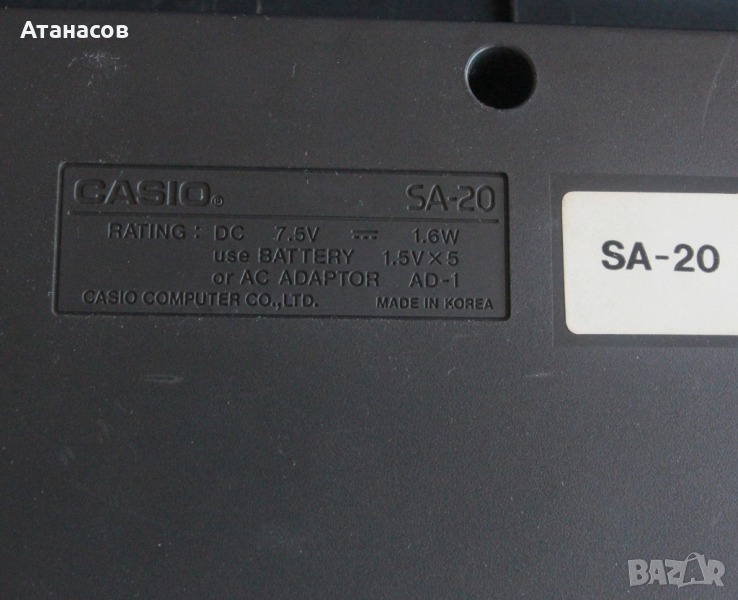 Атанасов
CASIO® SA-20
RATING : DC 7.5V ⎓ 1.6W
use BATTERY 1.5V×5
or AC ADAPTOR AD-1
CASIO COMPUTER CO.,LTD. MADE IN KOREA
SA-20
BAZAR